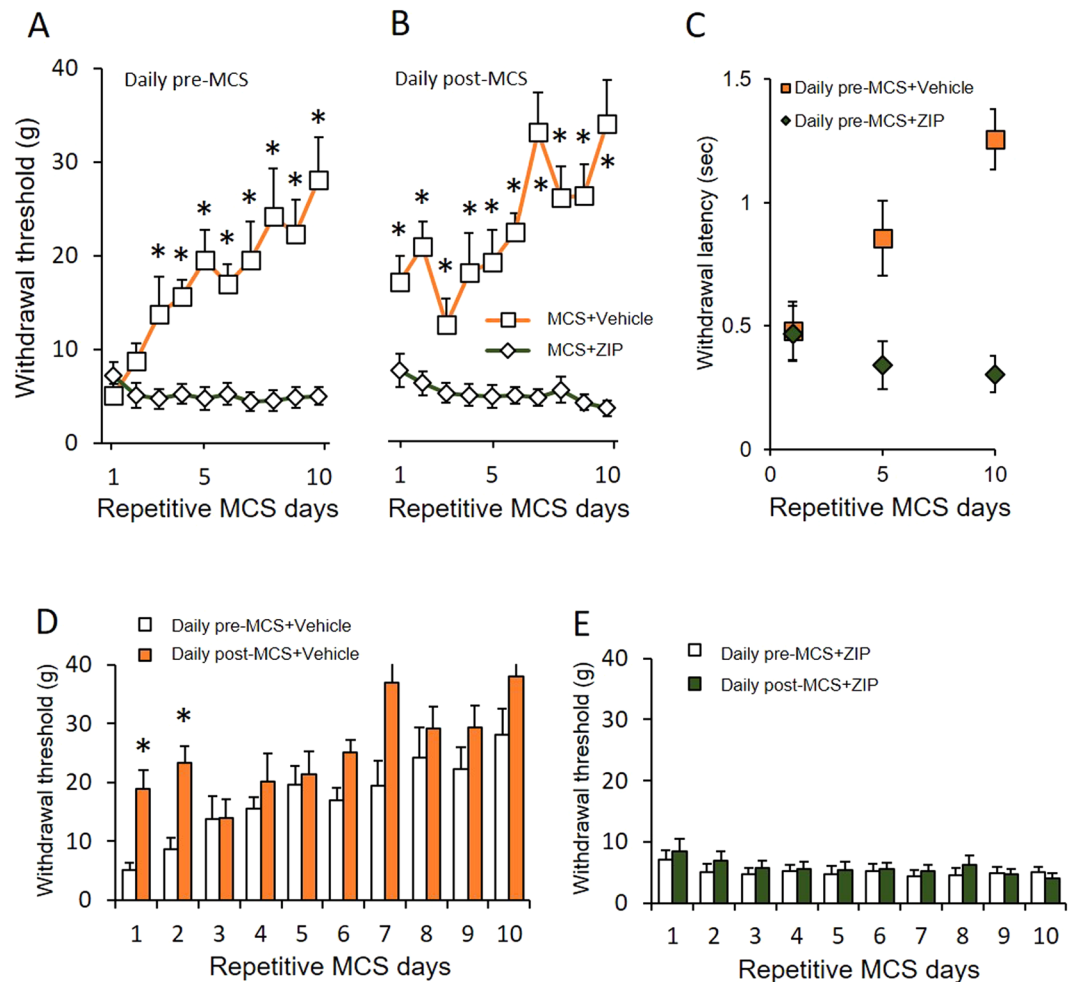 A
Daily pre-MCS
Withdrawal threshold (g)
40
30
20
10
0
*
*
*
*
*
*
*
*
1 5 10
Repetitive MCS days
B
Daily post-MCS
*
*
*
*
*
*
*
*
*
*
MCS+Vehicle
MCS+ZIP
1 5 10
Repetitive MCS days
C
Daily pre-MCS+Vehicle
Daily pre-MCS+ZIP
Withdrawal latency (sec)
1.5
1
0.5
0
0 5 10
Repetitive MCS days
D
Daily pre-MCS+Vehicle
Daily post-MCS+Vehicle
Withdrawal threshold (g)
40
30
20
10
0
*
*
1 2 3 4 5 6 7 8 9 10
Repetitive MCS days
E
Daily pre-MCS+ZIP
Daily post-MCS+ZIP
Withdrawal threshold (g)
40
30
20
10
0
1 2 3 4 5 6 7 8 9 10
Repetitive MCS days